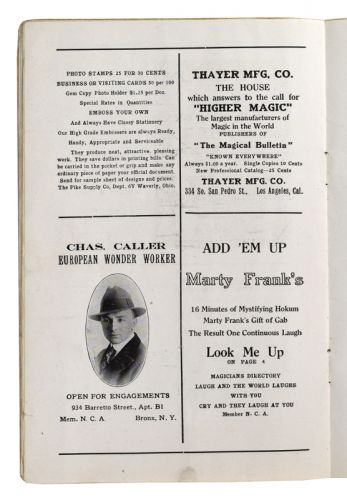 PHOTO STAMPS 25 FOR 30 CENTS
BUSINESS OR VISITING CARDS 50 per 100
Gem Copy Photo Holder $1.25 per Doz.
Special Rates in Quantities
EMBOSS YOUR OWN
And Always Have Classy Stationery
Our High Grade Embossers are always Ready,
Handy, Appropriate and Serviceable
They produce neat, attractive, pleasing
work. They save dollars in printing bills. Can
be carried in the pocket or grip and make any
ordinary piece of paper your official document.
Send for sample sheet of designs and prices.
The Pike Supply Co., Dept. 6Y Waverly, Ohio.
THAYER MFG. CO.
THE HOUSE
which answers to the call for
"HIGHER MAGIC"
The largest manufacturers of
Magic in the World
PUBLISHERS OF
"The Magical Bulletin"
"KNOWN EVERYWHERE"
Always $1.00 a year. Single Copies 10 Cents
New Professional Catalog—25 Cents
THAYER MFG. CO.
334 So. San Pedro St., Los Angeles, Cal.
CHAS. CALLER
EUROPEAN WONDER WORKER
OPEN FOR ENGAGEMENTS
934 Barretto Street., Apt. B1
Mem. N. C. A. Bronx, N. Y.
ADD 'EM UP
Marty Frank's
16 Minutes of Mystifying Hokum
Marty Frank's Gift of Gab
The Result One Continuous Laugh
Look Me Up
ON PAGE 4
MAGICIANS DIRECTORY
LAUGH AND THE WORLD LAUGHS
WITH YOU
CRY AND THEY LAUGH AT YOU
Member N. C. A.